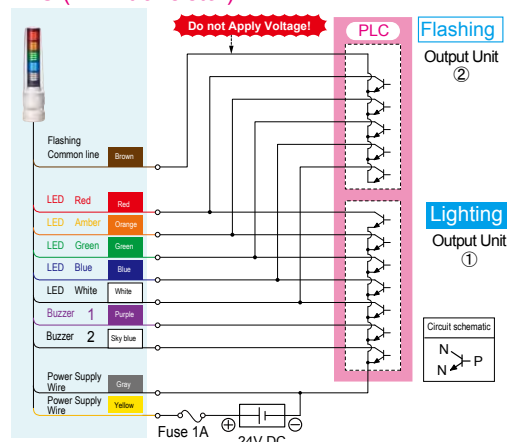 Do not Apply Voltage!
PLC
Flashing
Output Unit
②
Flashing
Common line
Brown
LED Red
Red
LED Amber
Orange
LED Green
Green
LED Blue
Blue
LED White
White
Buzzer 1
Purple
Buzzer 2
Sky blue
Power Supply
Wire
Gray
Power Supply
Wire
Yellow
Lighting
Output Unit
①
Circuit schematic
N
P
N
Fuse 1A
⊕
⊖
24V DC